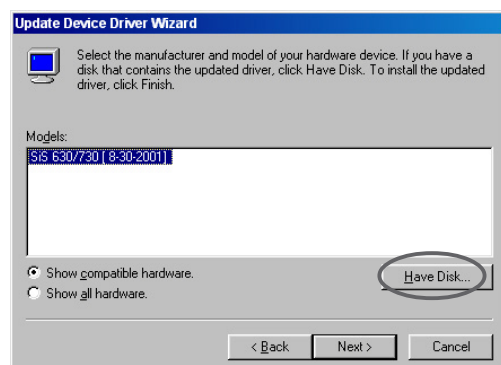 Update Device Driver Wizard
Select the manufacturer and model of your hardware device. If you have a
disk that contains the updated driver, click Have Disk. To install the updated
driver, click Finish.
Models:
SiS 630/730 ( 8-30-2001)
Show compatible hardware.
Show all hardware.
Have Disk...
< Back
Next >
Cancel